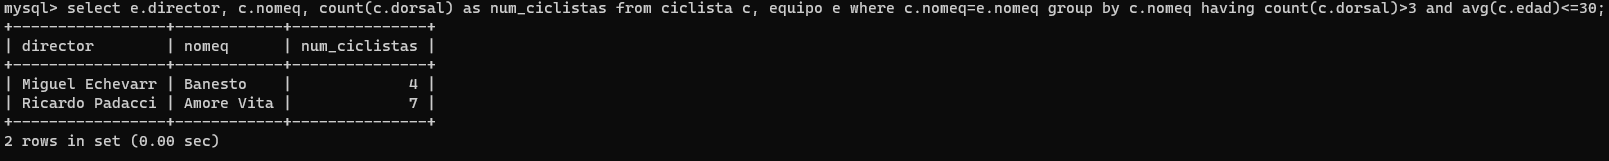 mysql> select e.director, c.nomeq, count(c.dorsal) as num_ciclistas from ciclista c, equipo e where c.nomeq=e.nomeq group by c.nomeq having count(c.dorsal)>3 and avg(c.edad)<=30;
+-----------------+------------+---------------+
| director        | nomeq      | num_ciclistas |
+-----------------+------------+---------------+
| Miguel Echevarr | Banesto    |             4 |
| Ricardo Padacci | Amore Vita |             7 |
+-----------------+------------+---------------+
2 rows in set (0.00 sec)